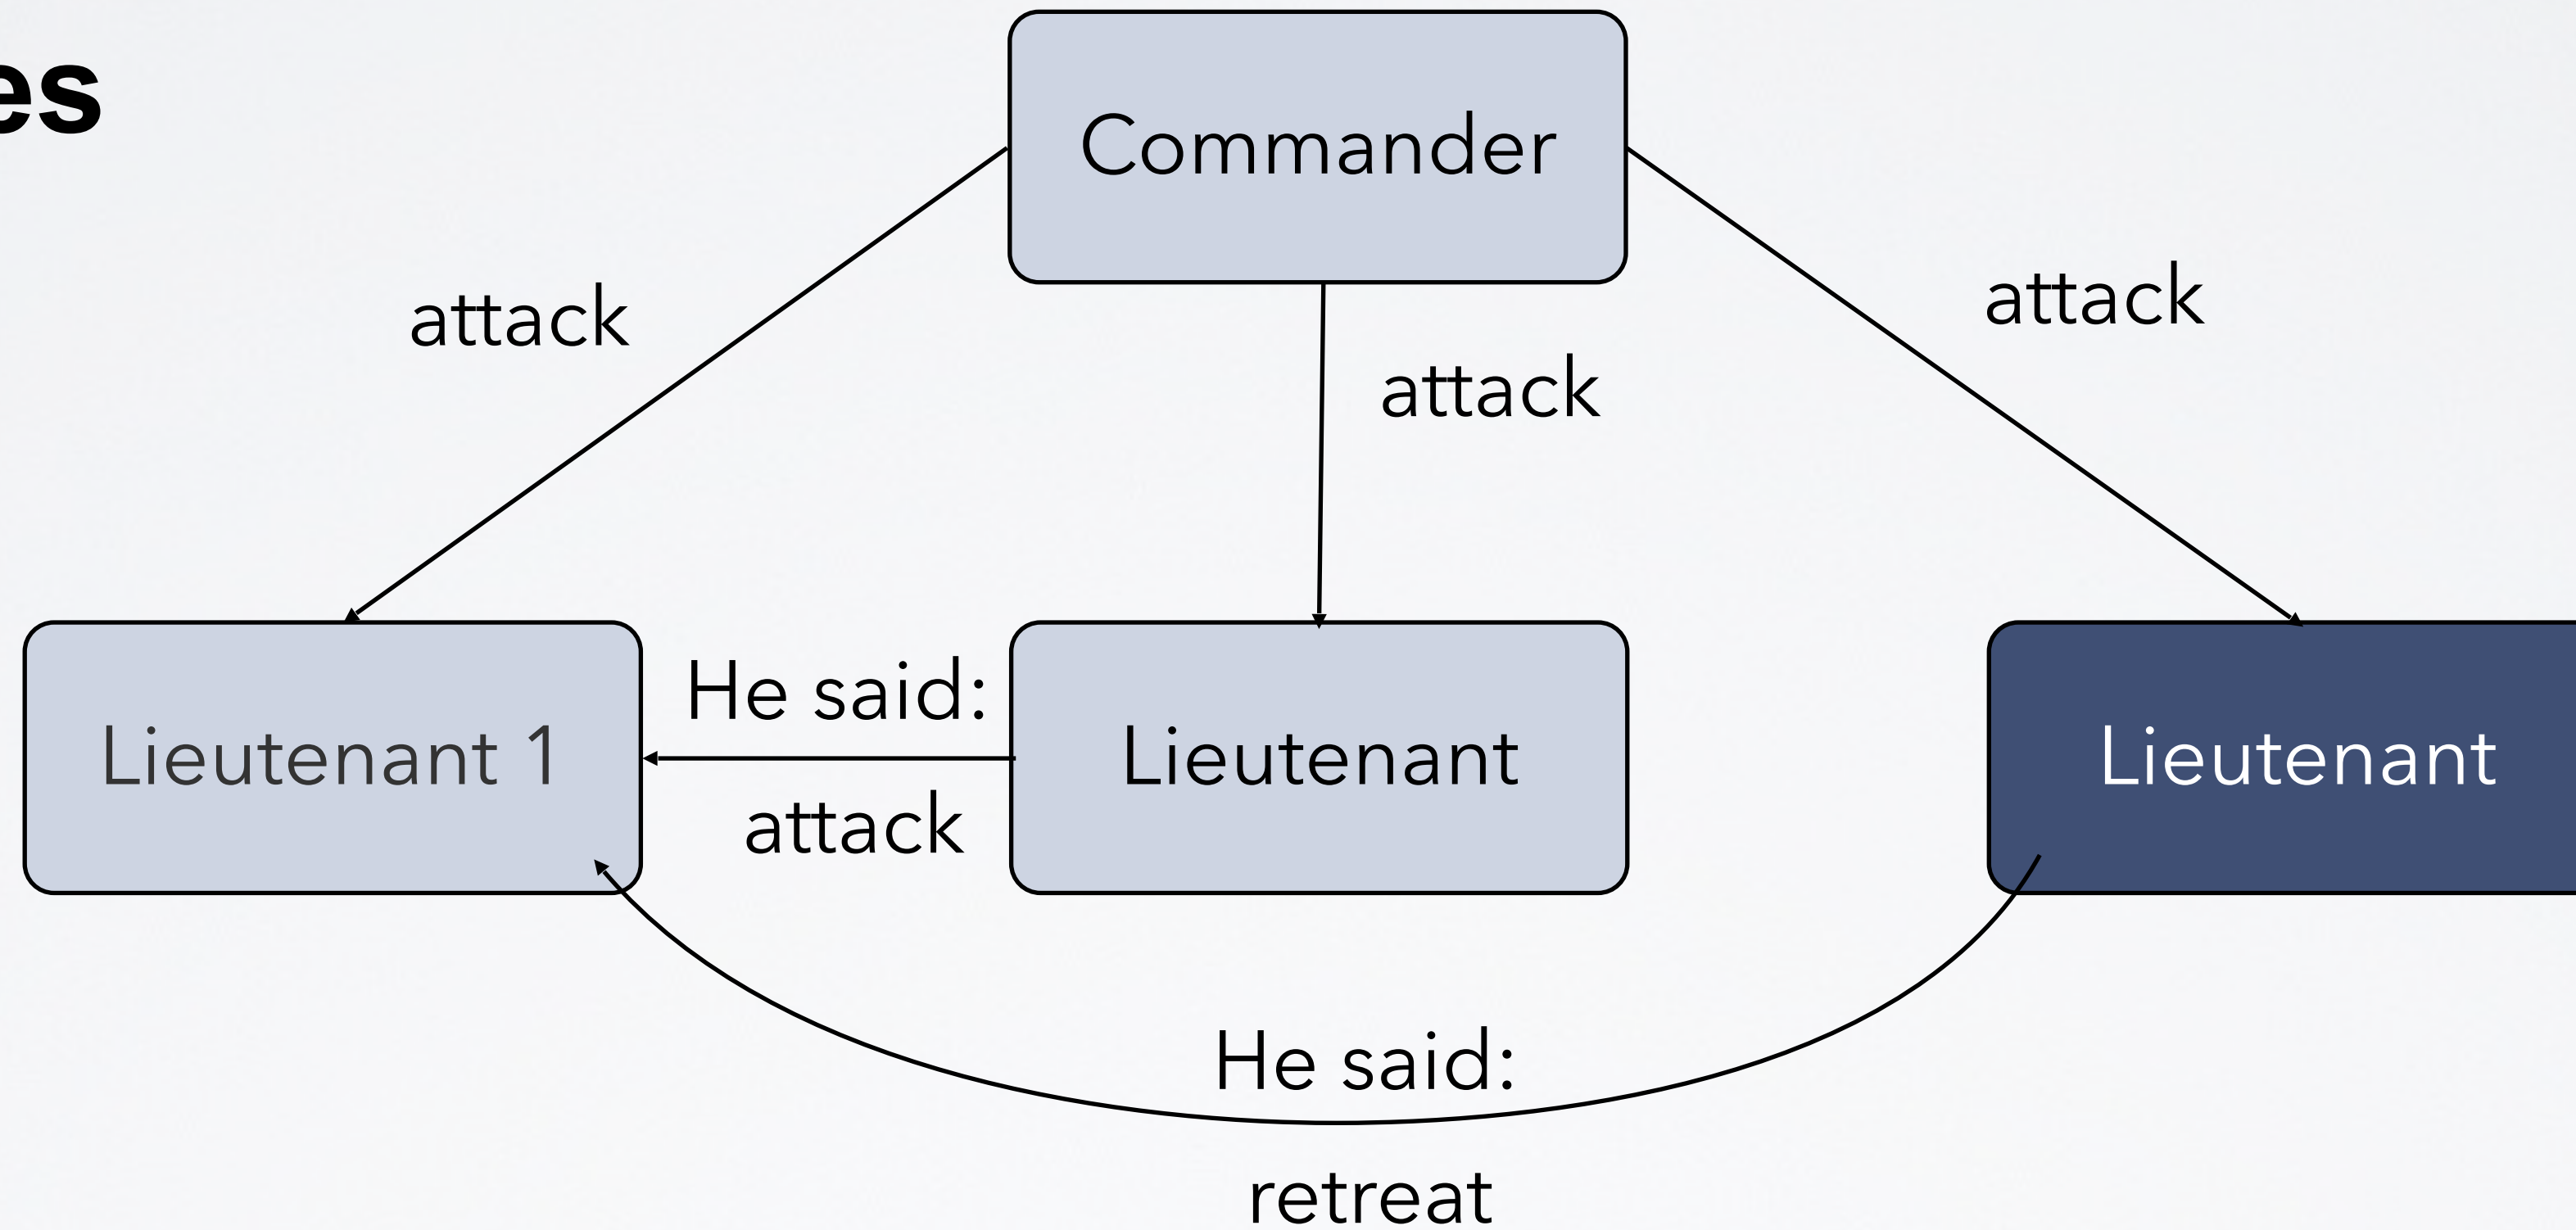 es
Commander
attack
attack
attack
Lieutenant 1
He said:
attack
Lieutenant
Lieutenant
He said:
retreat